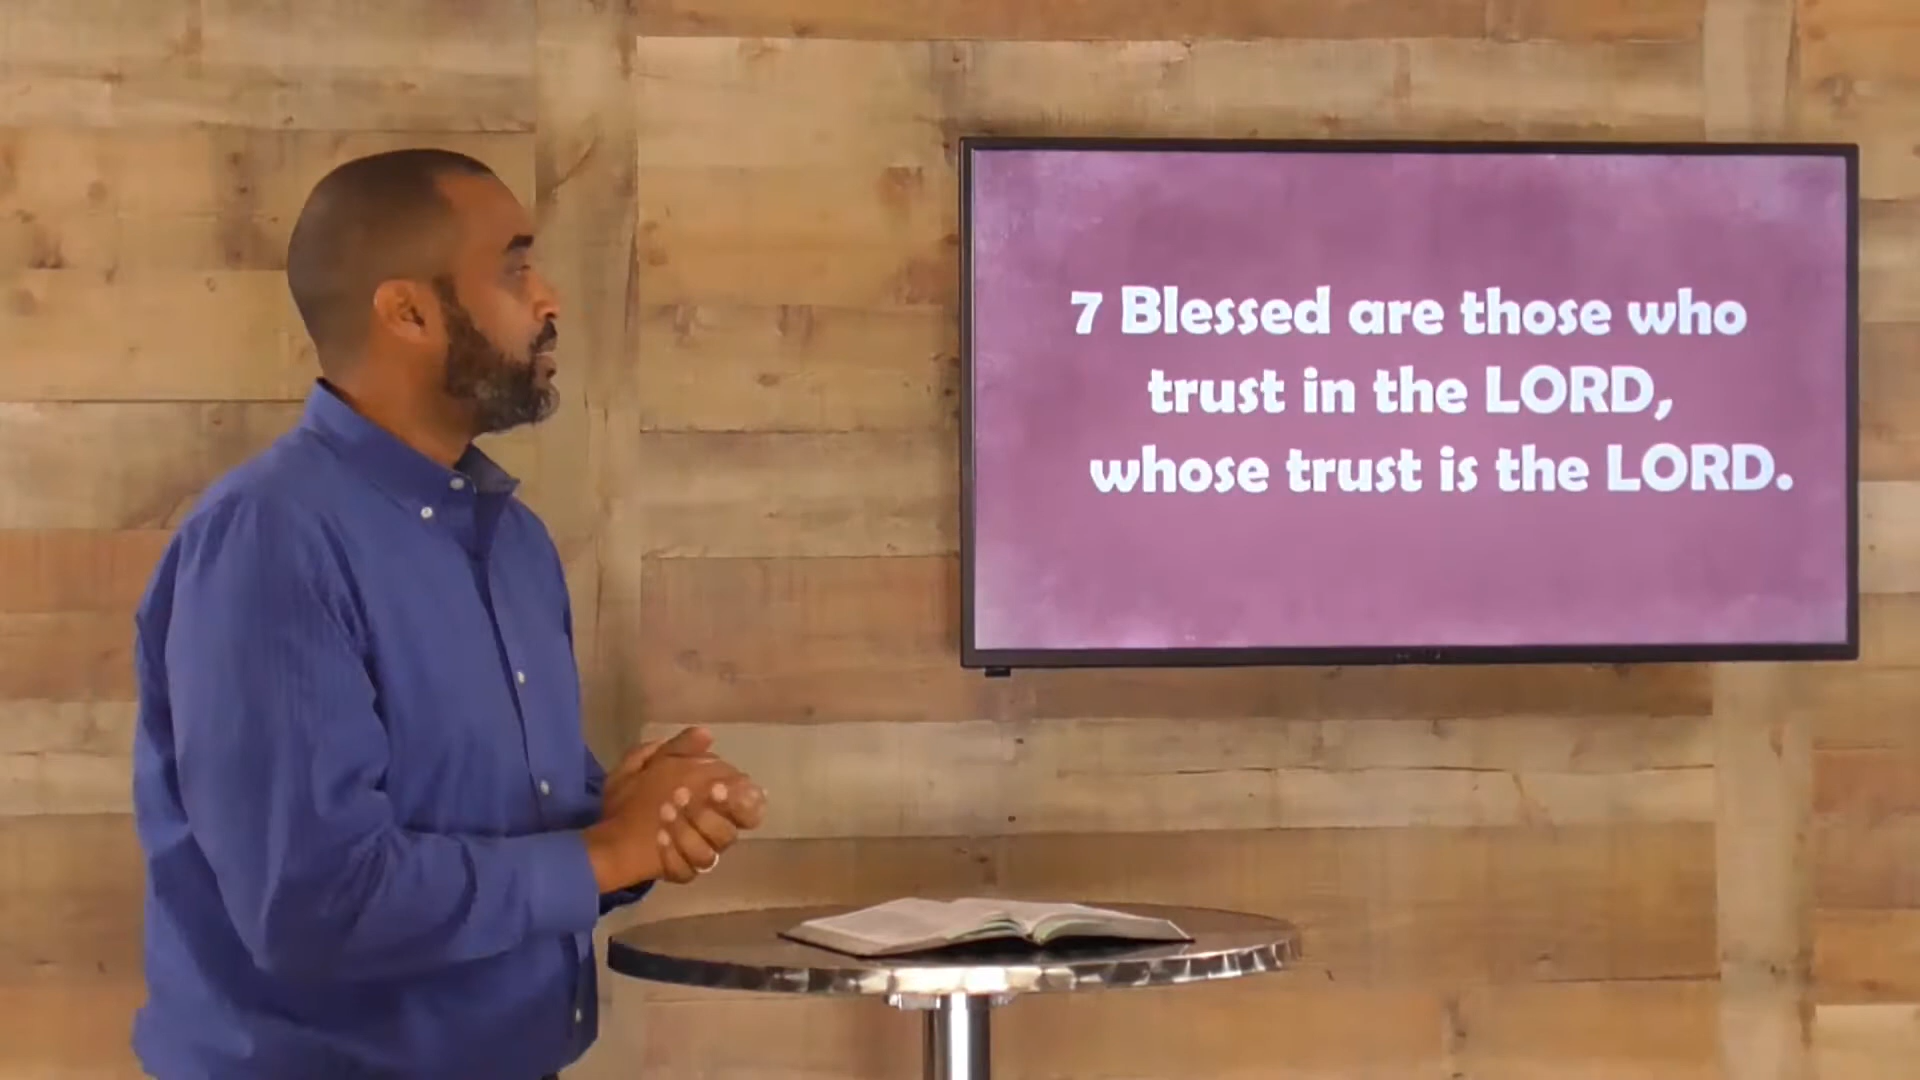 7 Blessed are those who
trust in the LORD,
whose trust is the LORD.